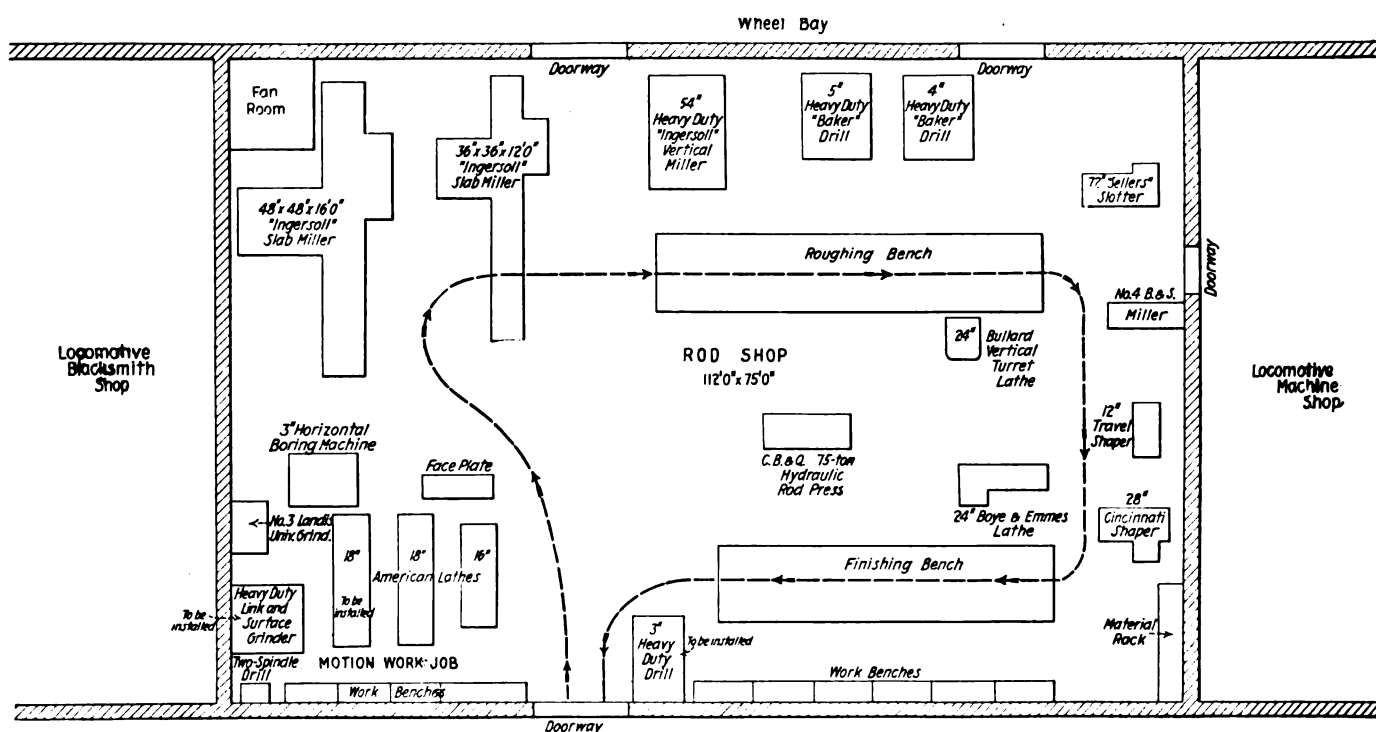 Wheel Bay
Doorway
Doorway
Fan
Room
54"
Heavy Duty
"Ingersoll"
Vertical
Miller
5"
Heavy Duty
"Baker"
Drill
4"
Heavy Duty
"Baker"
Drill
36"x36"x12'0"
"Ingersoll"
Slab Miller
48"x48"x16'0"
"Ingersoll"
Slab Miller
"Sellers"
Slotter
Roughing Bench
Doorway
No.4 B.&S.
Miller
24"
Bullard
Vertical
Turret
Lathe
ROD SHOP
112'0"x75'0"
Locomotive
Blacksmith
Shop
Locomotive
Machine
Shop
12"
Travel
Shaper
3"Horizontal
Boring Machine
Face Plate
C.B.&Q. 75-ton
Hydraulic
Rod Press
24" Boye & Emmes
Lathe
28"
Cincinnati
Shaper
No.3 Landis
Univ.Grind.
18"
18"
16"
American Lathes
To be
installed
Finishing Bench
Heavy Duty
Link and
Surface
Grinder
To be
installed
Two-Spindle
Drill
MOTION WORK JOB
3"
Heavy
Duty
Drill
To be installed
Material
Rack
Work Benches
Work Benches
Doorway